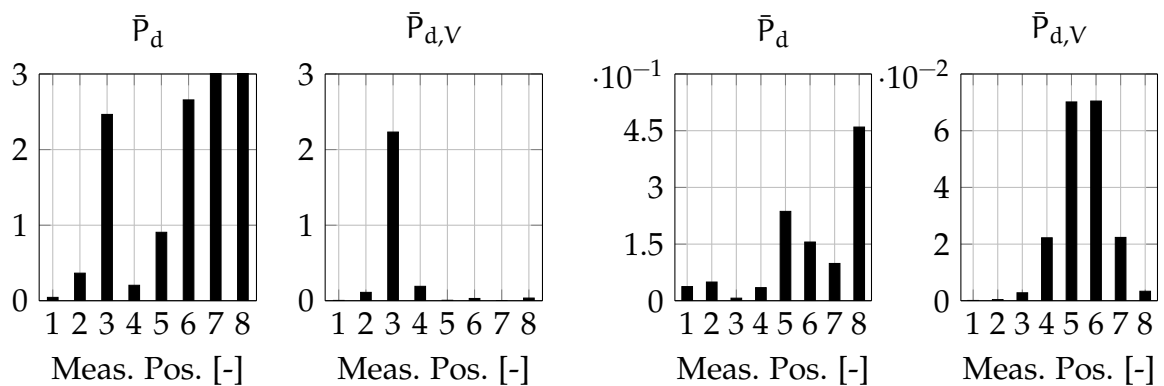 P̄d P̄d,V P̄d P̄d,V
3 3 ·10−1 ·10−2
2 2 4.5 6
1 1 3 4
1.5 2
0 0 0 0
1 2 3 4 5 6 7 8 1 2 3 4 5 6 7 8 1 2 3 4 5 6 7 8 1 2 3 4 5 6 7 8
Meas. Pos. [-] Meas. Pos. [-] Meas. Pos. [-] Meas. Pos. [-]